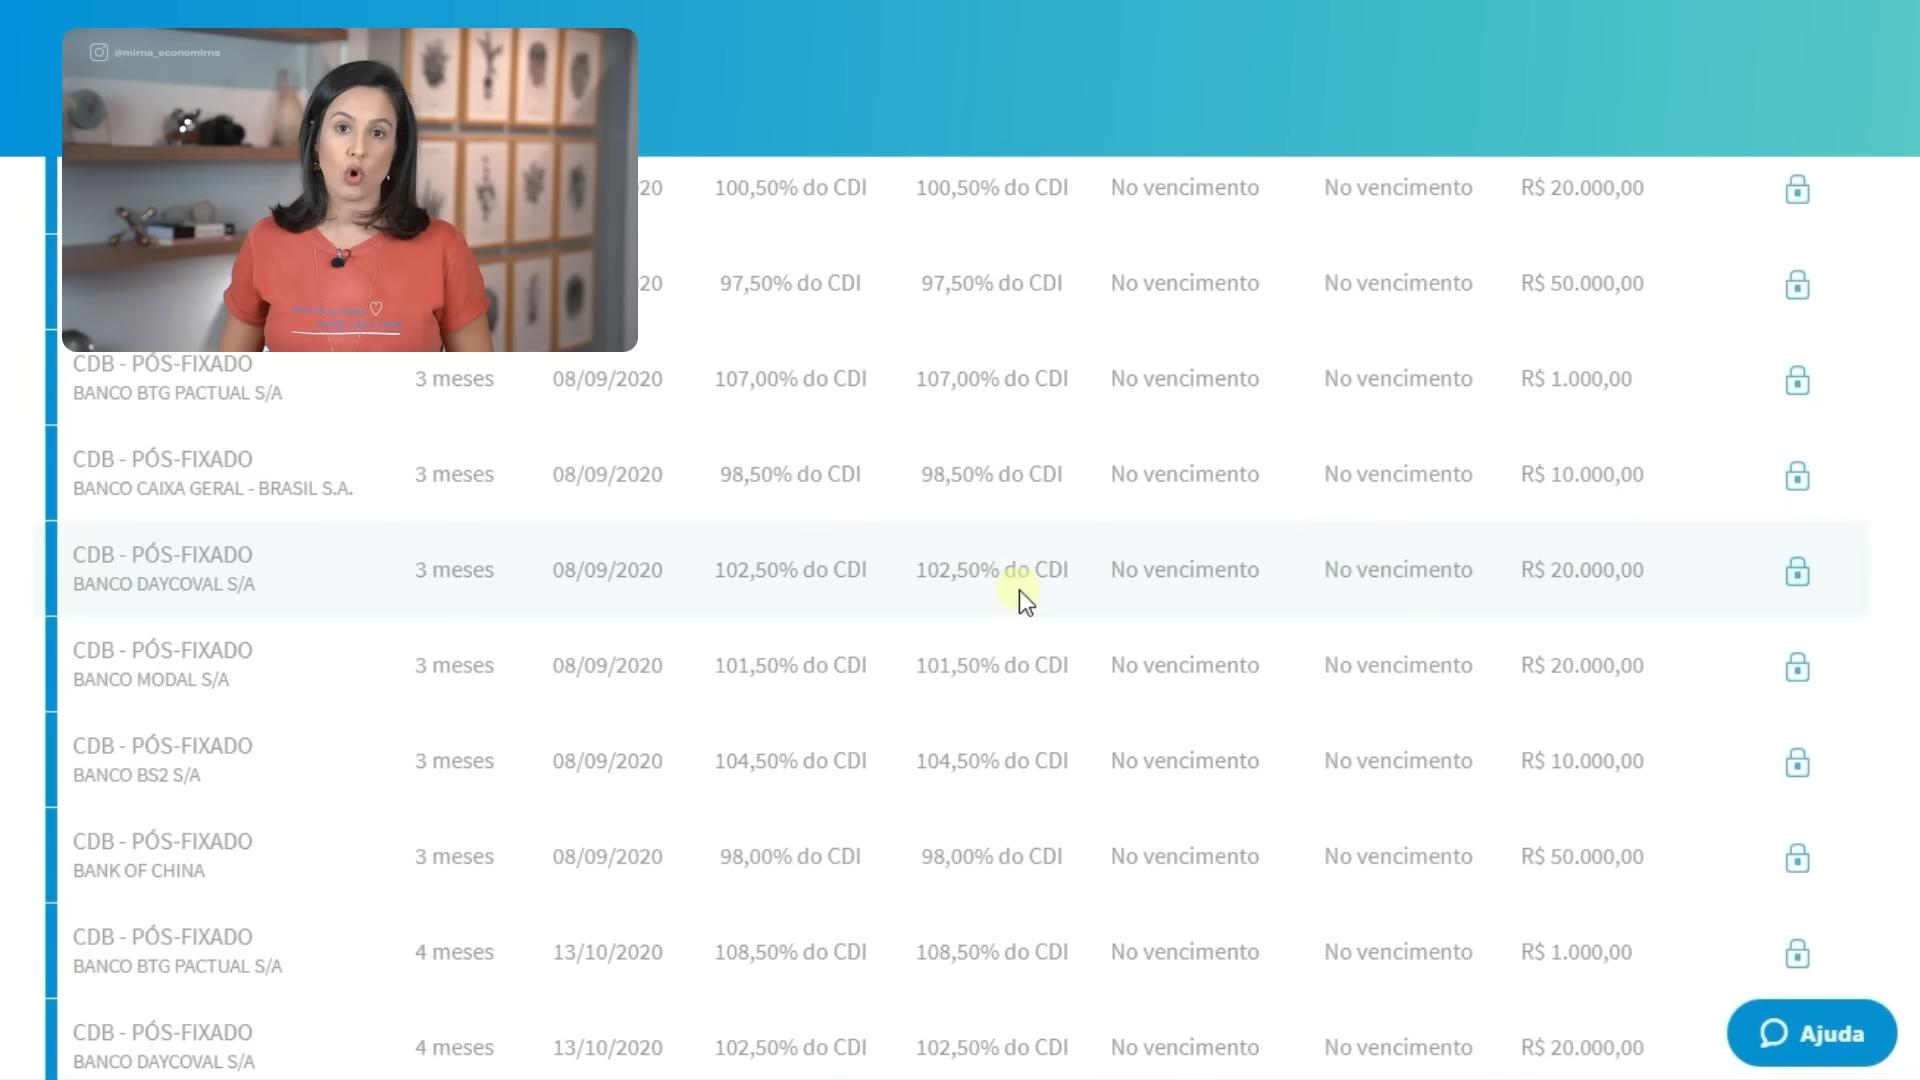 @mirna_economirna
20 100,50% do CDI 100,50% do CDI No vencimento No vencimento R$ 20.000,00
20 97,50% do CDI 97,50% do CDI No vencimento No vencimento R$ 50.000,00
CDB - PÓS-FIXADO
BANCO BTG PACTUAL S/A
3 meses 08/09/2020 107,00% do CDI 107,00% do CDI No vencimento No vencimento R$ 1.000,00
CDB - PÓS-FIXADO
BANCO CAIXA GERAL - BRASIL S.A.
3 meses 08/09/2020 98,50% do CDI 98,50% do CDI No vencimento No vencimento R$ 10.000,00
CDB - PÓS-FIXADO
BANCO DAYCOVAL S/A
3 meses 08/09/2020 102,50% do CDI 102,50% do CDI No vencimento No vencimento R$ 20.000,00
CDB - PÓS-FIXADO
BANCO MODAL S/A
3 meses 08/09/2020 101,50% do CDI 101,50% do CDI No vencimento No vencimento R$ 20.000,00
CDB - PÓS-FIXADO
BANCO BS2 S/A
3 meses 08/09/2020 104,50% do CDI 104,50% do CDI No vencimento No vencimento R$ 10.000,00
CDB - PÓS-FIXADO
BANK OF CHINA
3 meses 08/09/2020 98,00% do CDI 98,00% do CDI No vencimento No vencimento R$ 50.000,00
CDB - PÓS-FIXADO
BANCO BTG PACTUAL S/A
4 meses 13/10/2020 108,50% do CDI 108,50% do CDI No vencimento No vencimento R$ 1.000,00
CDB - PÓS-FIXADO
BANCO DAYCOVAL S/A
4 meses 13/10/2020 102,50% do CDI 102,50% do CDI No vencimento No vencimento R$ 20.000,00
Ajuda